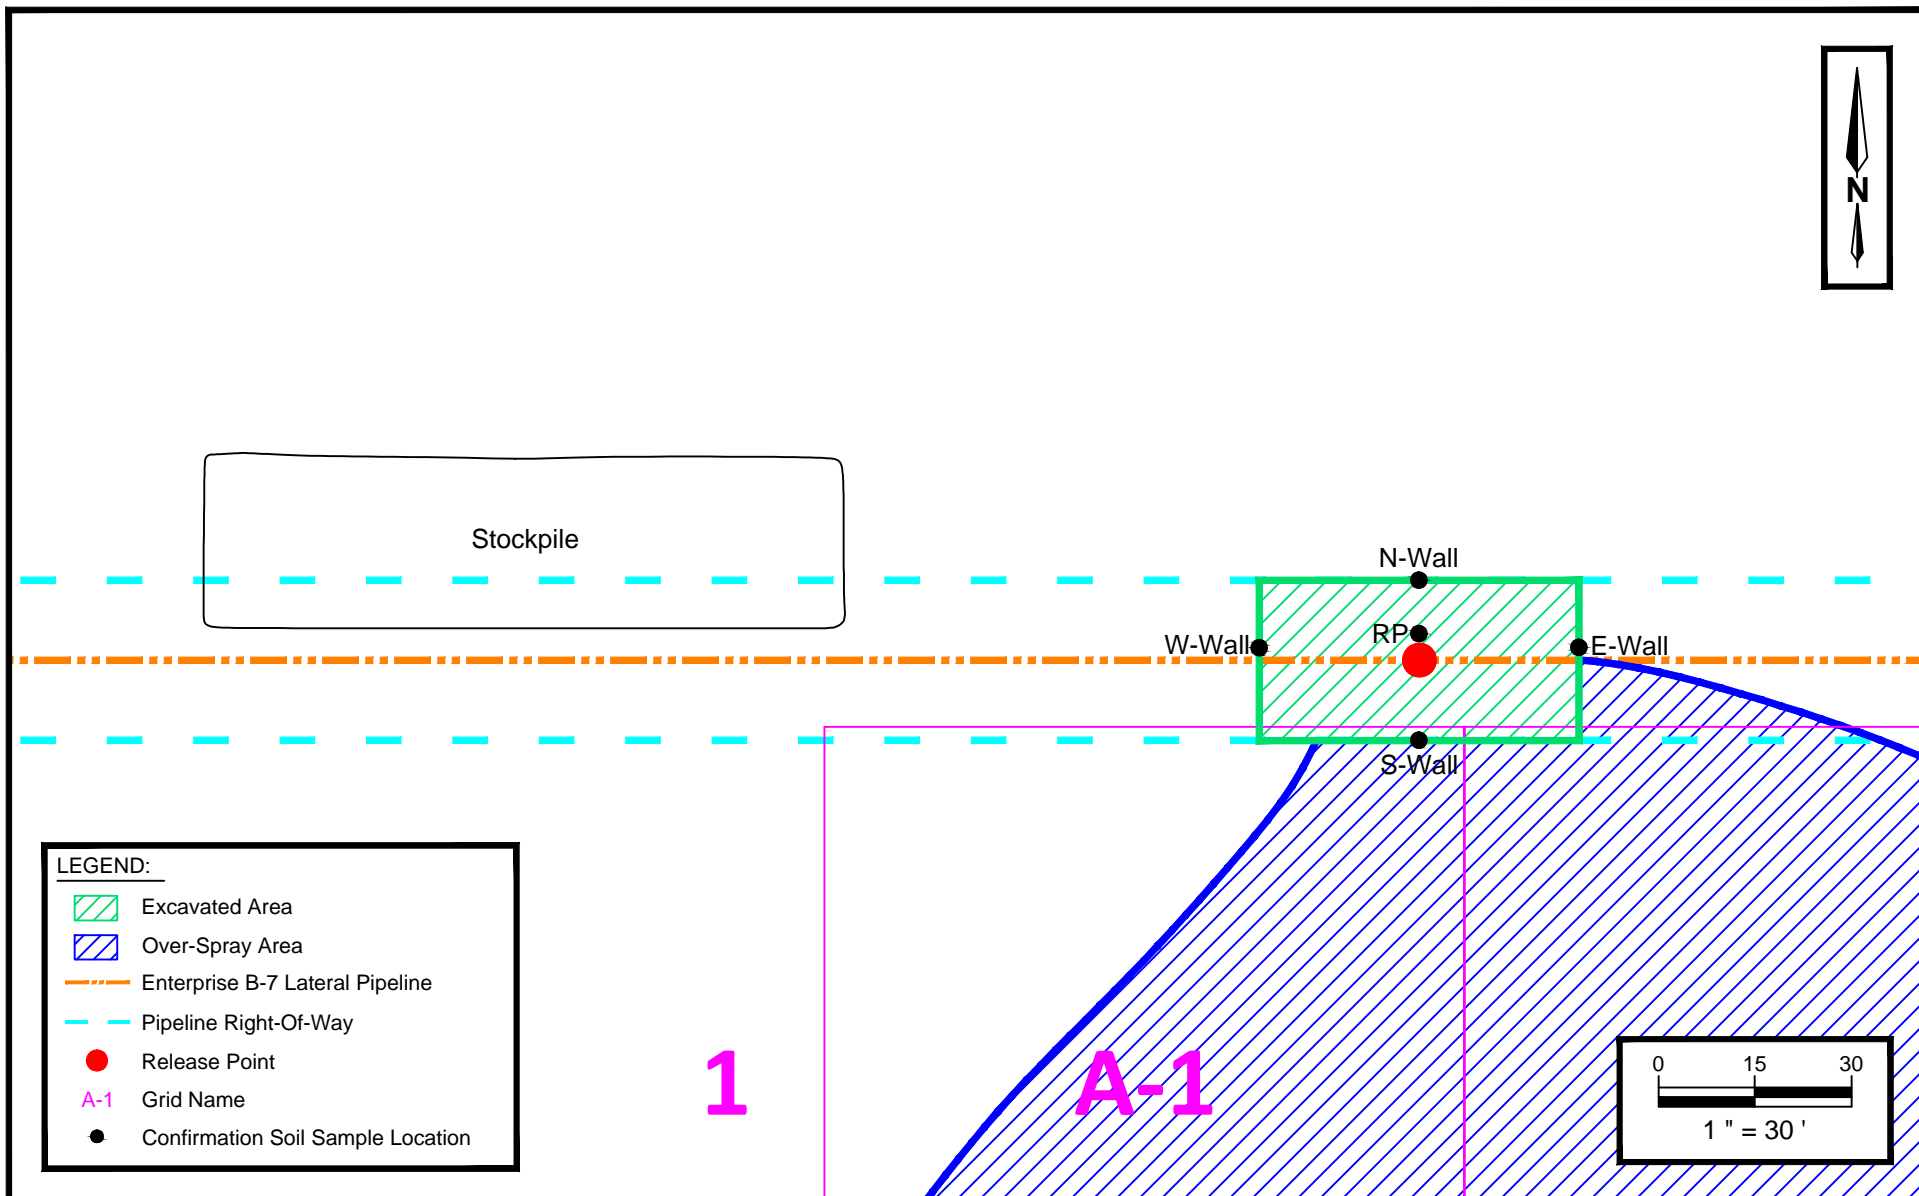 N
Stockpile
N-Wall
RP
W-Wall
E-Wall
S-Wall
LEGEND:
Excavated Area
Over-Spray Area
Enterprise B-7 Lateral Pipeline
Pipeline Right-Of-Way
Release Point
A-1 Grid Name
Confirmation Soil Sample Location
1
A-1
0 15 30
1 " = 30 '